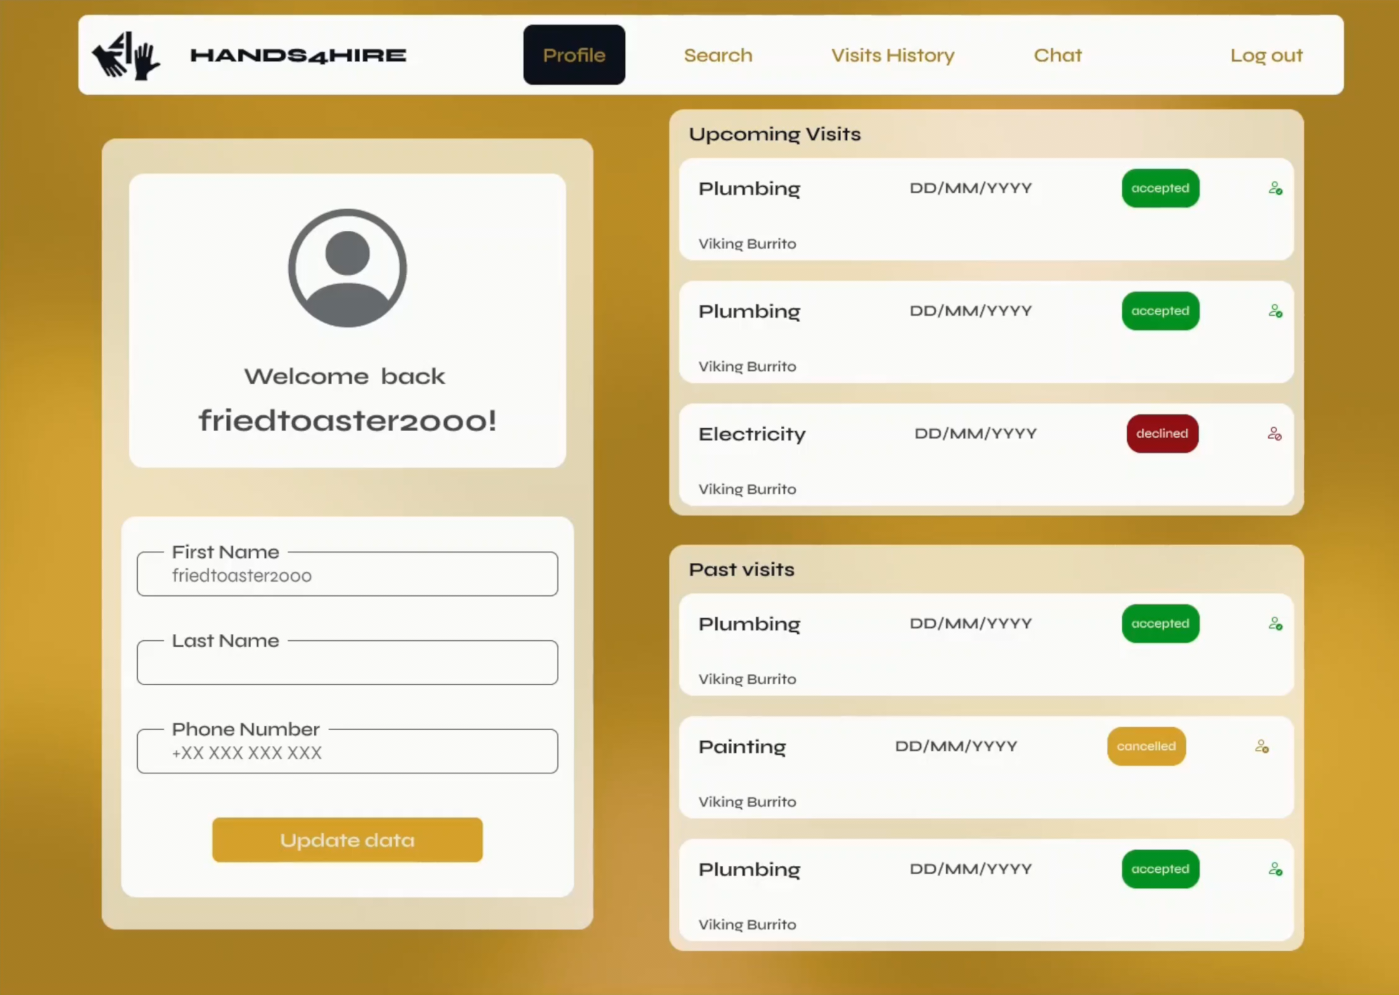 HANDS4HIRE
Profile
Search
Visits History
Chat
Log out
Welcome back
friedtoaster2000!
First Name
friedtoaster2000
Last Name
Phone Number
+XX XXX XXX XXX
Update data
Upcoming Visits
Plumbing DD/MM/YYYY accepted
Viking Burrito
Plumbing DD/MM/YYYY accepted
Viking Burrito
Electricity DD/MM/YYYY declined
Viking Burrito
Past visits
Plumbing DD/MM/YYYY accepted
Viking Burrito
Painting DD/MM/YYYY cancelled
Viking Burrito
Plumbing DD/MM/YYYY accepted
Viking Burrito